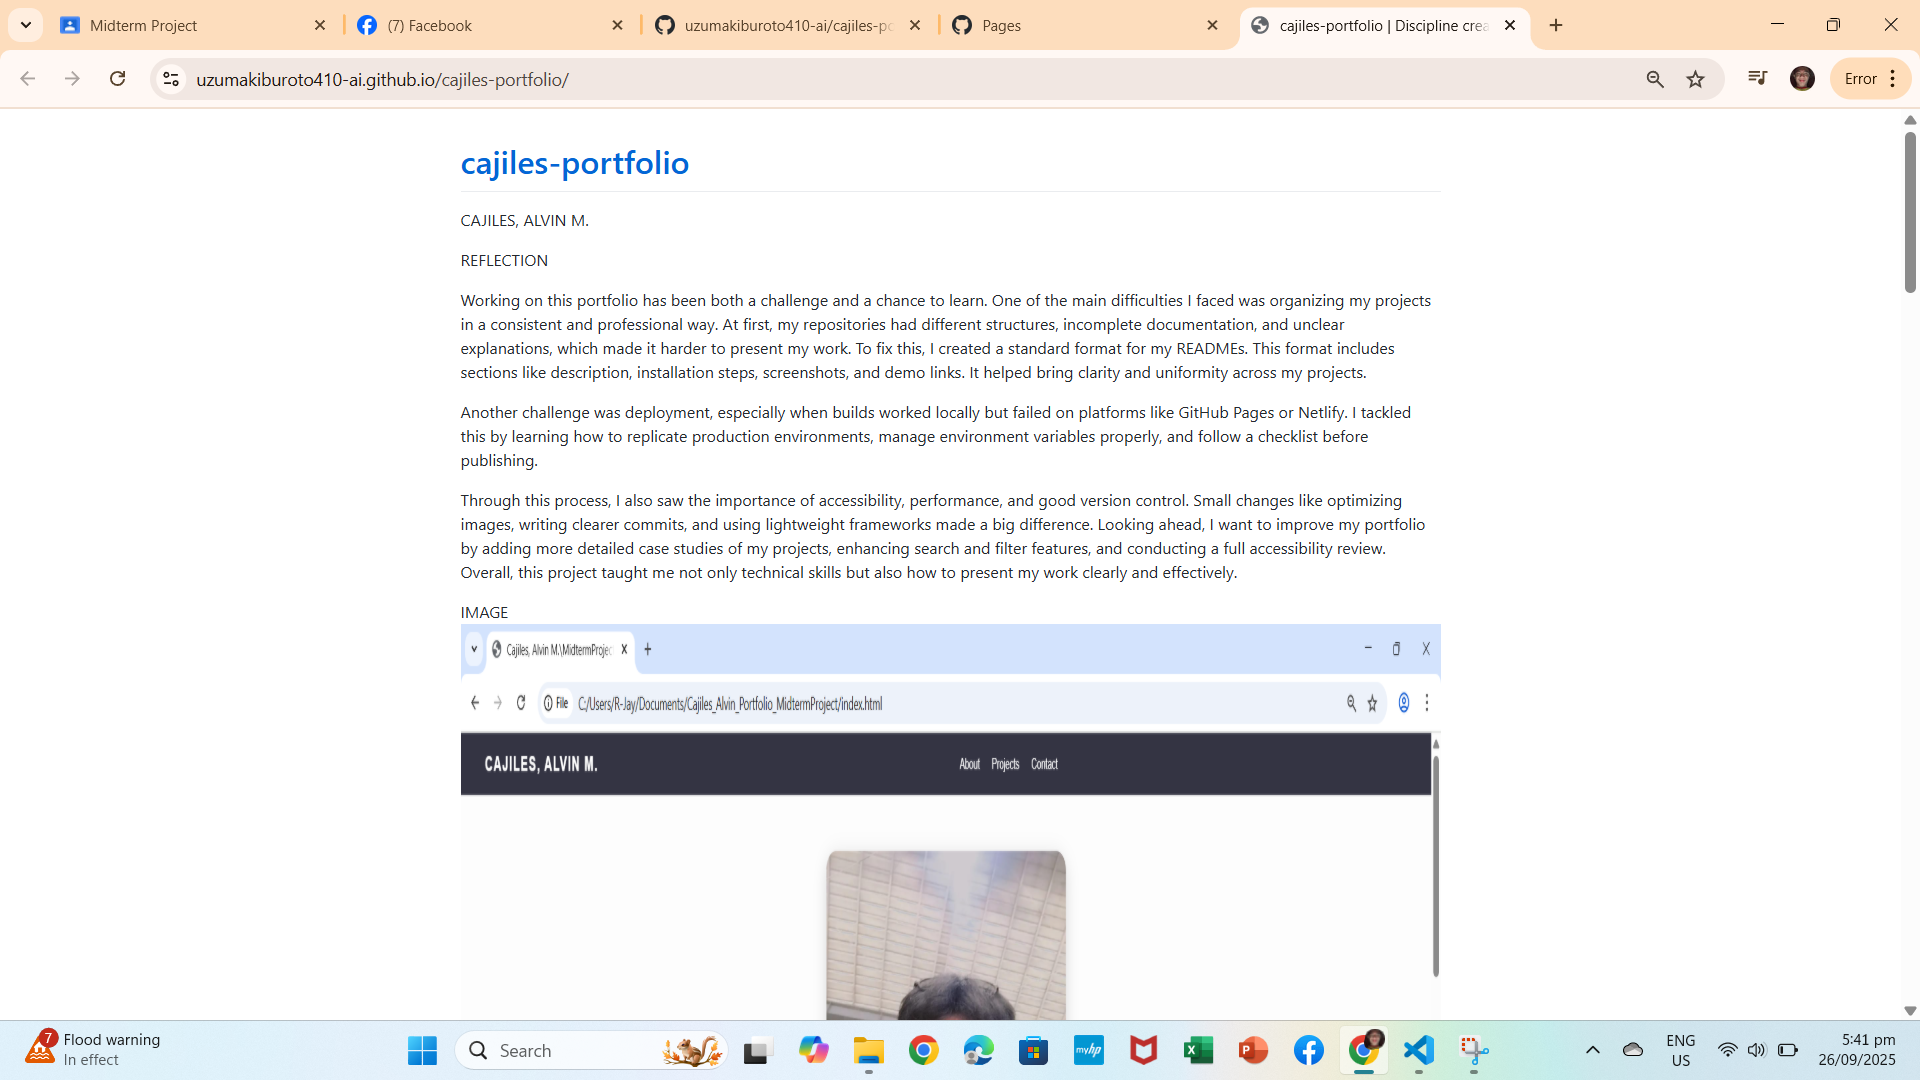 Midterm Project
(7) Facebook
uzumakiburoto410-ai/cajiles-po
Pages
cajiles-portfolio | Discipline crea
uzumakiburoto410-ai.github.io/cajiles-portfolio/
Error
cajiles-portfolio
CAJILES, ALVIN M.
REFLECTION
Working on this portfolio has been both a challenge and a chance to learn. One of the main difficulties I faced was organizing my projects
in a consistent and professional way. At first, my repositories had different structures, incomplete documentation, and unclear
explanations, which made it harder to present my work. To fix this, I created a standard format for my READMEs. This format includes
sections like description, installation steps, screenshots, and demo links. It helped bring clarity and uniformity across my projects.
Another challenge was deployment, especially when builds worked locally but failed on platforms like GitHub Pages or Netlify. I tackled
this by learning how to replicate production environments, manage environment variables properly, and follow a checklist before
publishing.
Through this process, I also saw the importance of accessibility, performance, and good version control. Small changes like optimizing
images, writing clearer commits, and using lightweight frameworks made a big difference. Looking ahead, I want to improve my portfolio
by adding more detailed case studies of my projects, enhancing search and filter features, and conducting a full accessibility review.
Overall, this project taught me not only technical skills but also how to present my work clearly and effectively.
IMAGE
Cajiles, Alvin M.\MidtermProjec
File C:/Users/R-Jay/Documents/Cajiles_Alvin_Portfolio_MidtermProject/index.html
CAJILES, ALVIN M.
About Projects Contact
7
Flood warning
In effect
Search
myhp
ENG
US
5:41 pm
26/09/2025